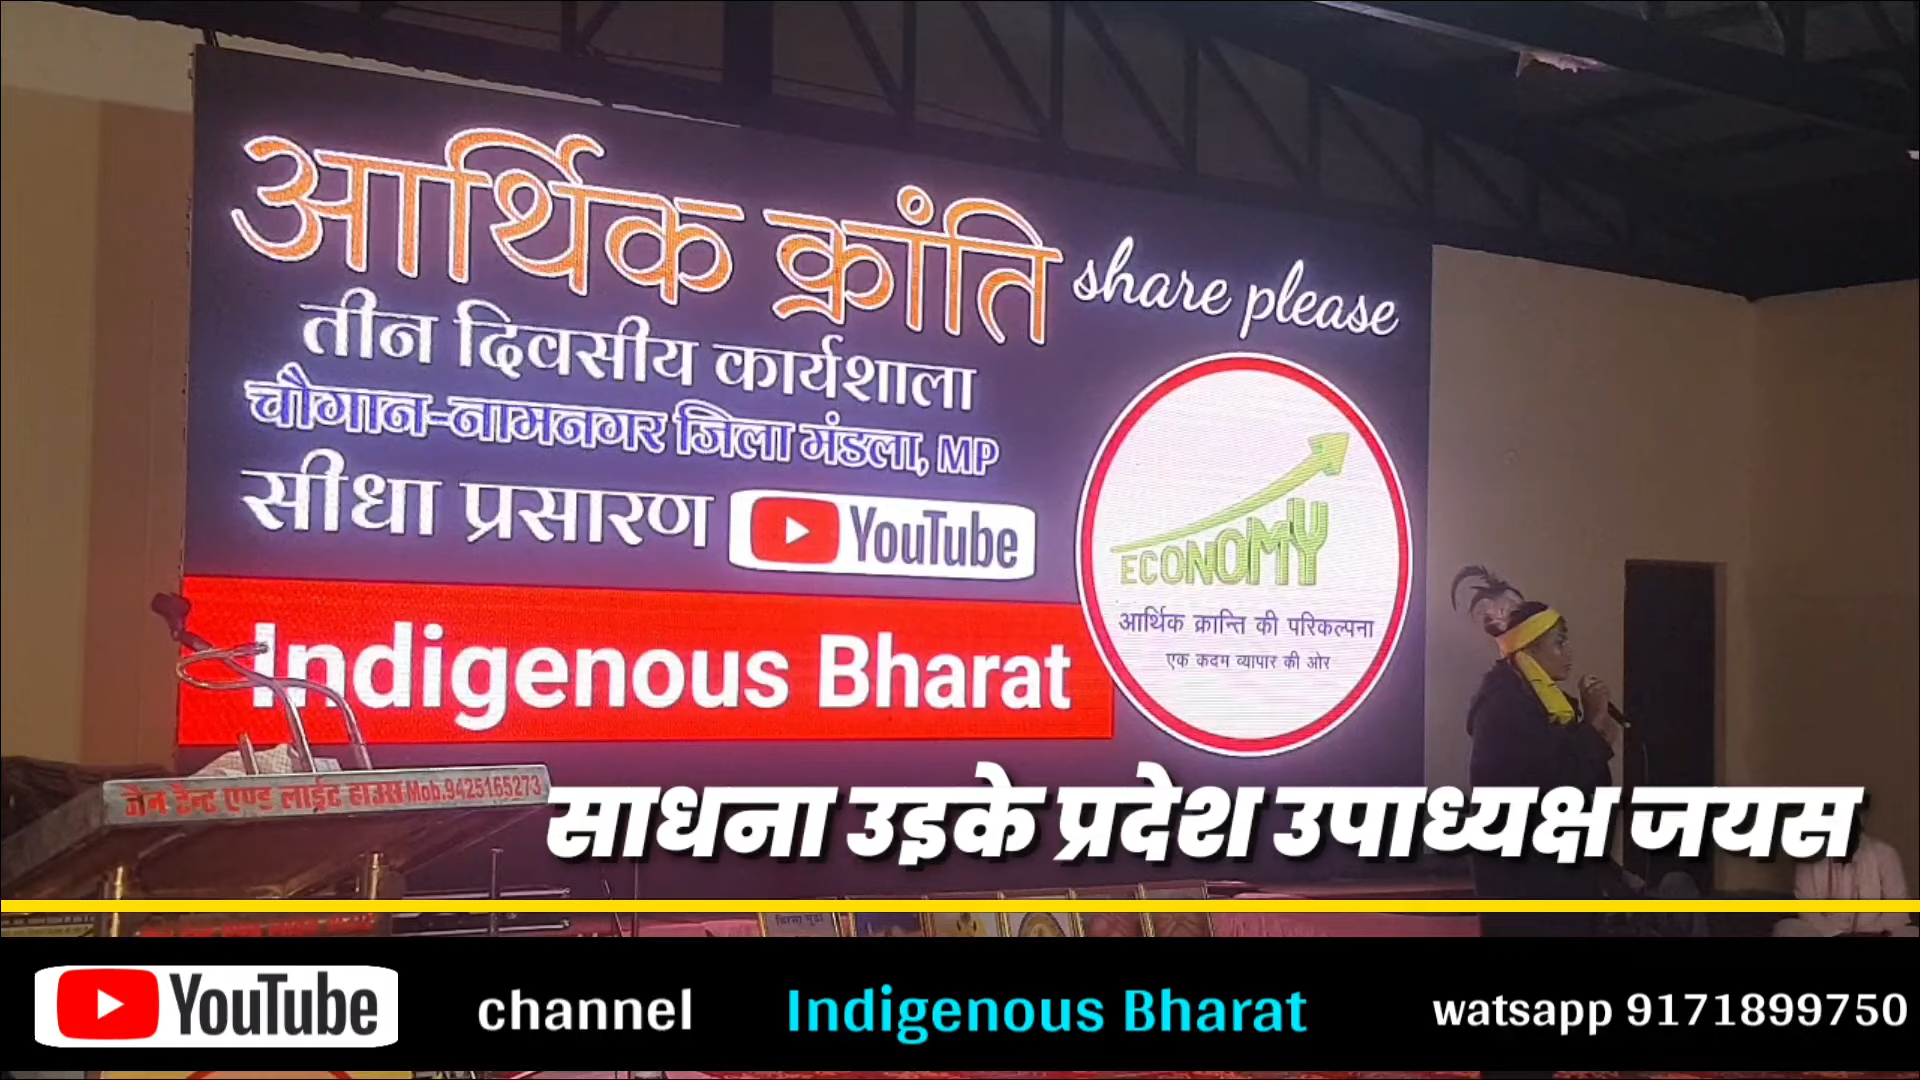 आर्थिक क्रांति
share please
तीन दिवसीय कार्यशाला
चौगान-नामनगर जिला मंडला, MP
सीधा प्रसारण YouTube
Indigenous Bharat
ECONOMY
आर्थिक क्रान्ति की परिकल्पना
एक कदम व्यापार की ओर
जैन टैन्ट एण्ड लाईट हाउस Mob.9425165273
साधना उइके प्रदेश उपाध्यक्ष जयस
YouTube channel Indigenous Bharat watsapp 9171899750